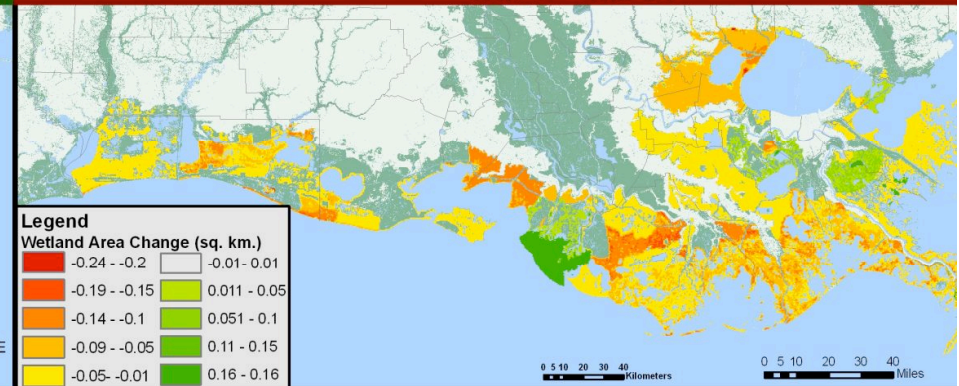 Legend
Wetland Area Change (sq. km.)
-0.24 - -0.2
-0.19 - -0.15
-0.14 - -0.1
-0.09 - -0.05
-0.05- -0.01
-0.01- 0.01
0.011 - 0.05
0.051 - 0.1
0.11 - 0.15
0.16 - 0.16
E
0 5 10 20 30 40
Kilometers
0 5 10 20 30 40
Miles